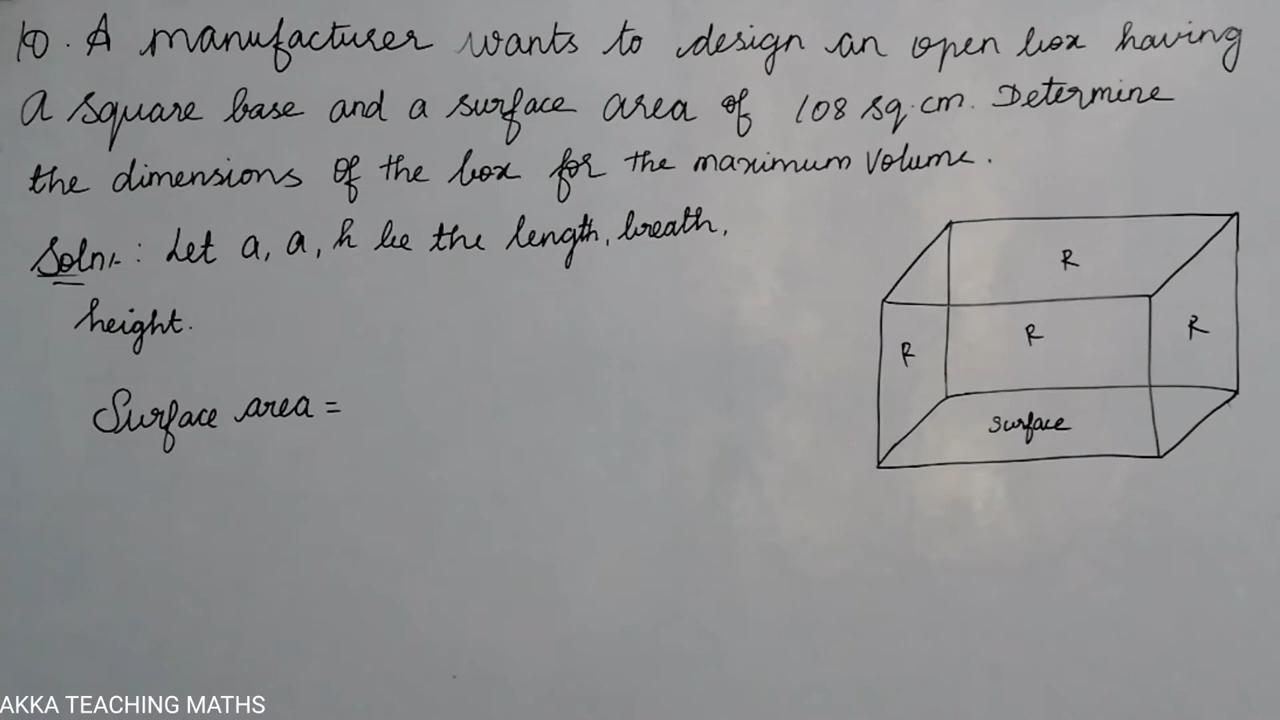 10. A manufacturer wants to design an open box having
a square base and a surface area of 108 sq.cm. Determine
the dimensions of the box for the maximum volume.
Soln:- : Let a, a, h be the length, breath,
height.
Surface area =
R
R
R
R
surface
AKKA TEACHING MATHS